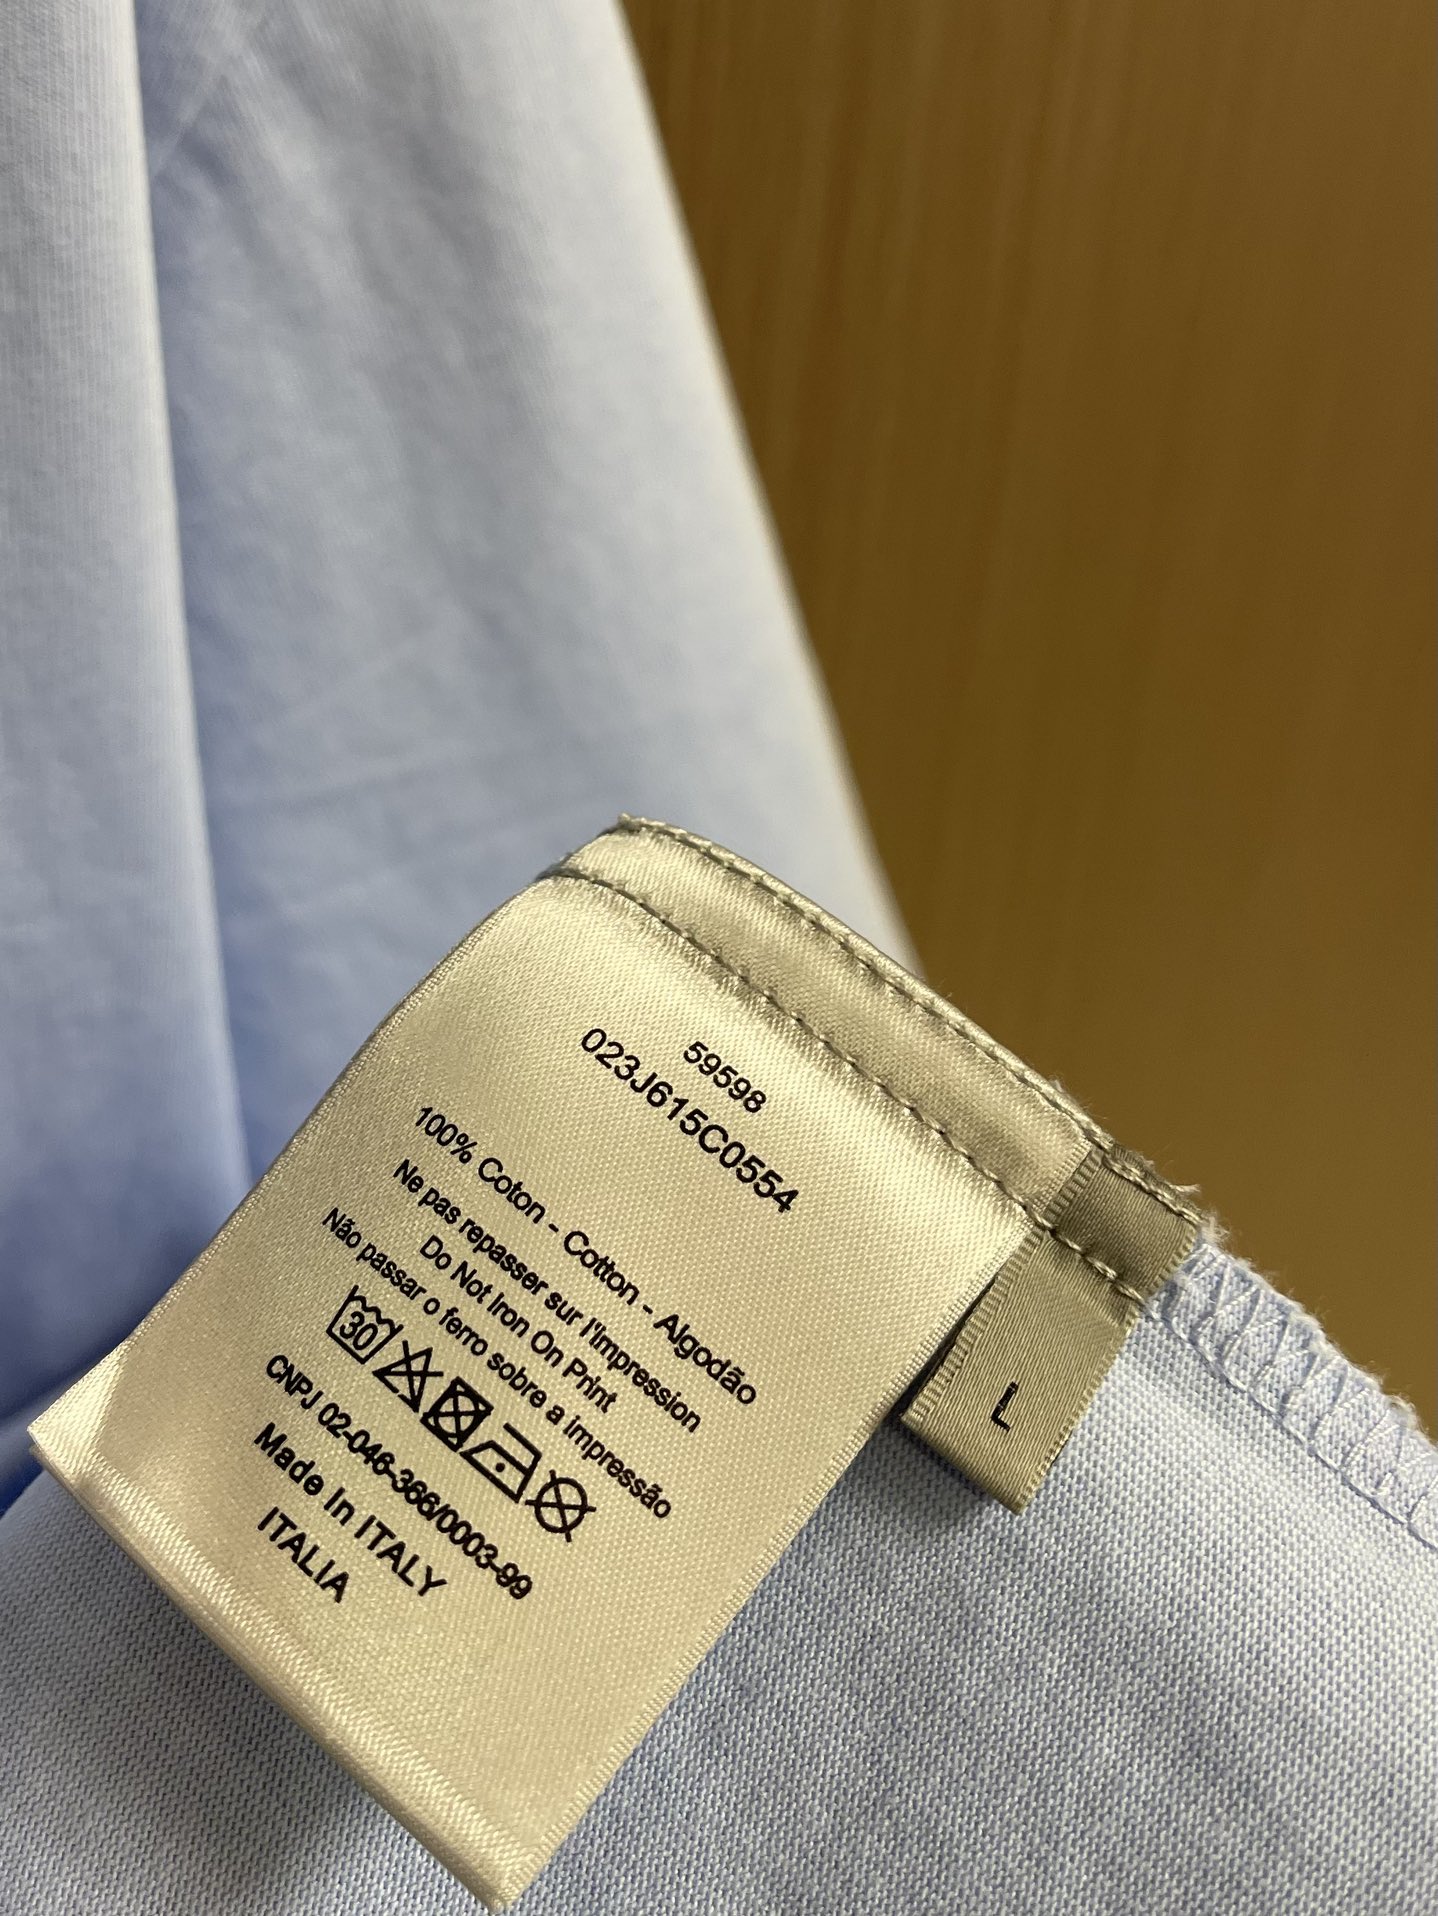 59598
023J615C0554
100% Coton - Cotton - Algodão
Ne pas repasser sur l'impression
Do Not Iron On Print
Não passar o ferro sobre a impressão
30
CNPJ 02-046-366/0003-99
Made In ITALY
ITALIA
L